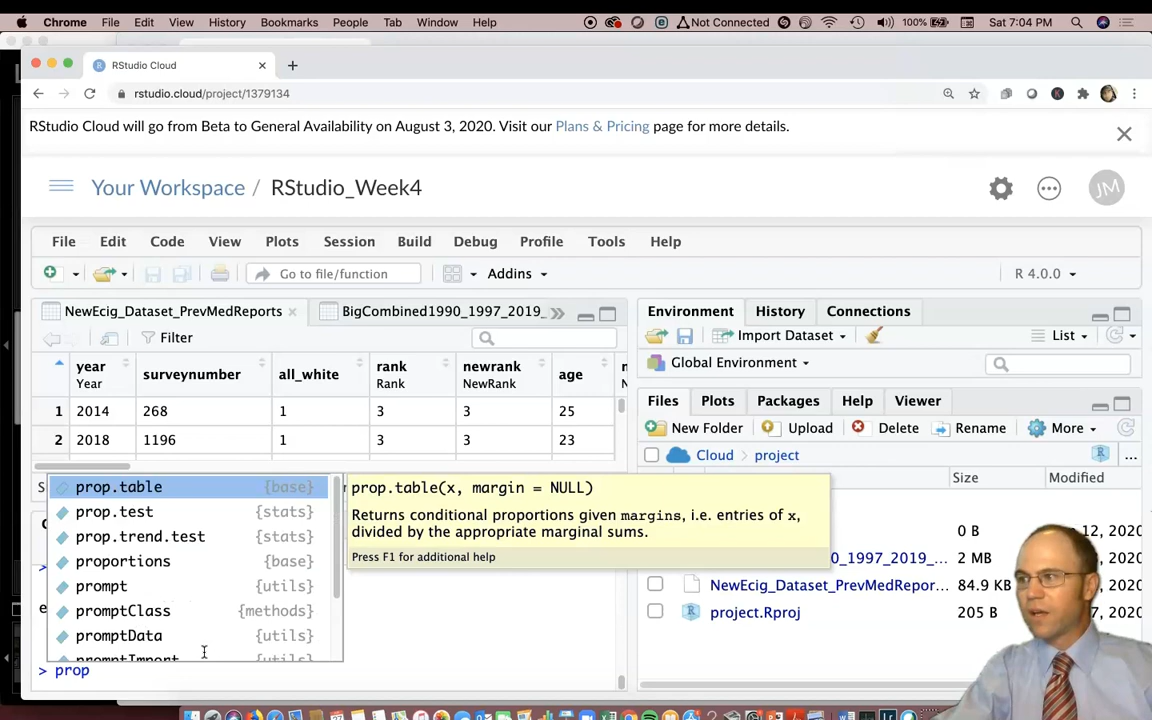 Chrome File Edit View History Bookmarks People Tab Window Help Not Connected 100% Sat 7:04 PM
RStudio Cloud
rstudio.cloud/project/1379134
RStudio Cloud will go from Beta to General Availability on August 3, 2020. Visit our Plans & Pricing page for more details.
Your Workspace / RStudio_Week4
JM
File Edit Code View Plots Session Build Debug Profile Tools Help
Go to file/function Addins R 4.0.0
NewEcig_Dataset_PrevMedReports BigCombined1990_1997_2019_
Filter
year surveynumber all_white rank newrank age
Year Rank NewRank
1 2014 268 1 3 3 25
2 2018 1196 1 3 3 23
Environment History Connections
Import Dataset List
Global Environment
Files Plots Packages Help Viewer
New Folder Upload Delete Rename More
Cloud project ...
Size Modified
0 B
0_1997_2019_... 2 MB
NewEcig_Dataset_PrevMedRepor... 84.9 KB
project.Rproj 205 B
prop.table {base}
prop.test {stats}
prop.trend.test {stats}
proportions {base}
prompt {utils}
promptClass {methods}
promptData {utils}
promptImport {utils}
prop.table(x, margin = NULL)
Returns conditional proportions given margins, i.e. entries of x,
divided by the appropriate marginal sums.
Press F1 for additional help
> prop